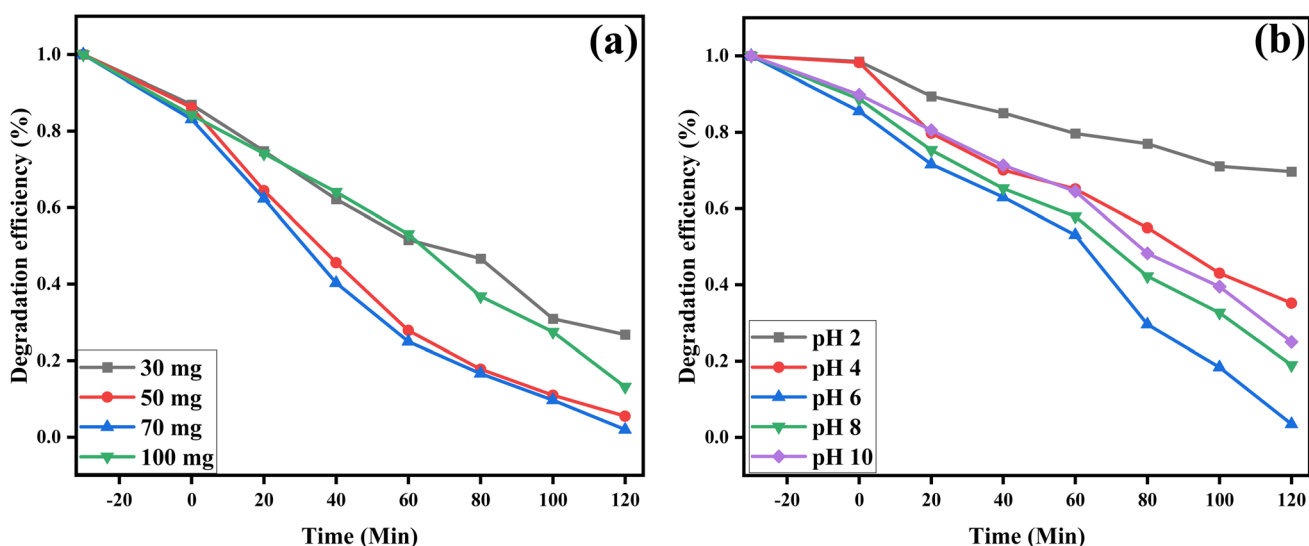 (a)
Degradation efficiency (%)
1.0
0.8
0.6
0.4
0.2
0.0
30 mg
50 mg
70 mg
100 mg
-20 0 20 40 60 80 100 120
Time (Min)
(b)
Degradation efficiency (%)
1.0
0.8
0.6
0.4
0.2
0.0
pH 2
pH 4
pH 6
pH 8
pH 10
-20 0 20 40 60 80 100 120
Time (Min)